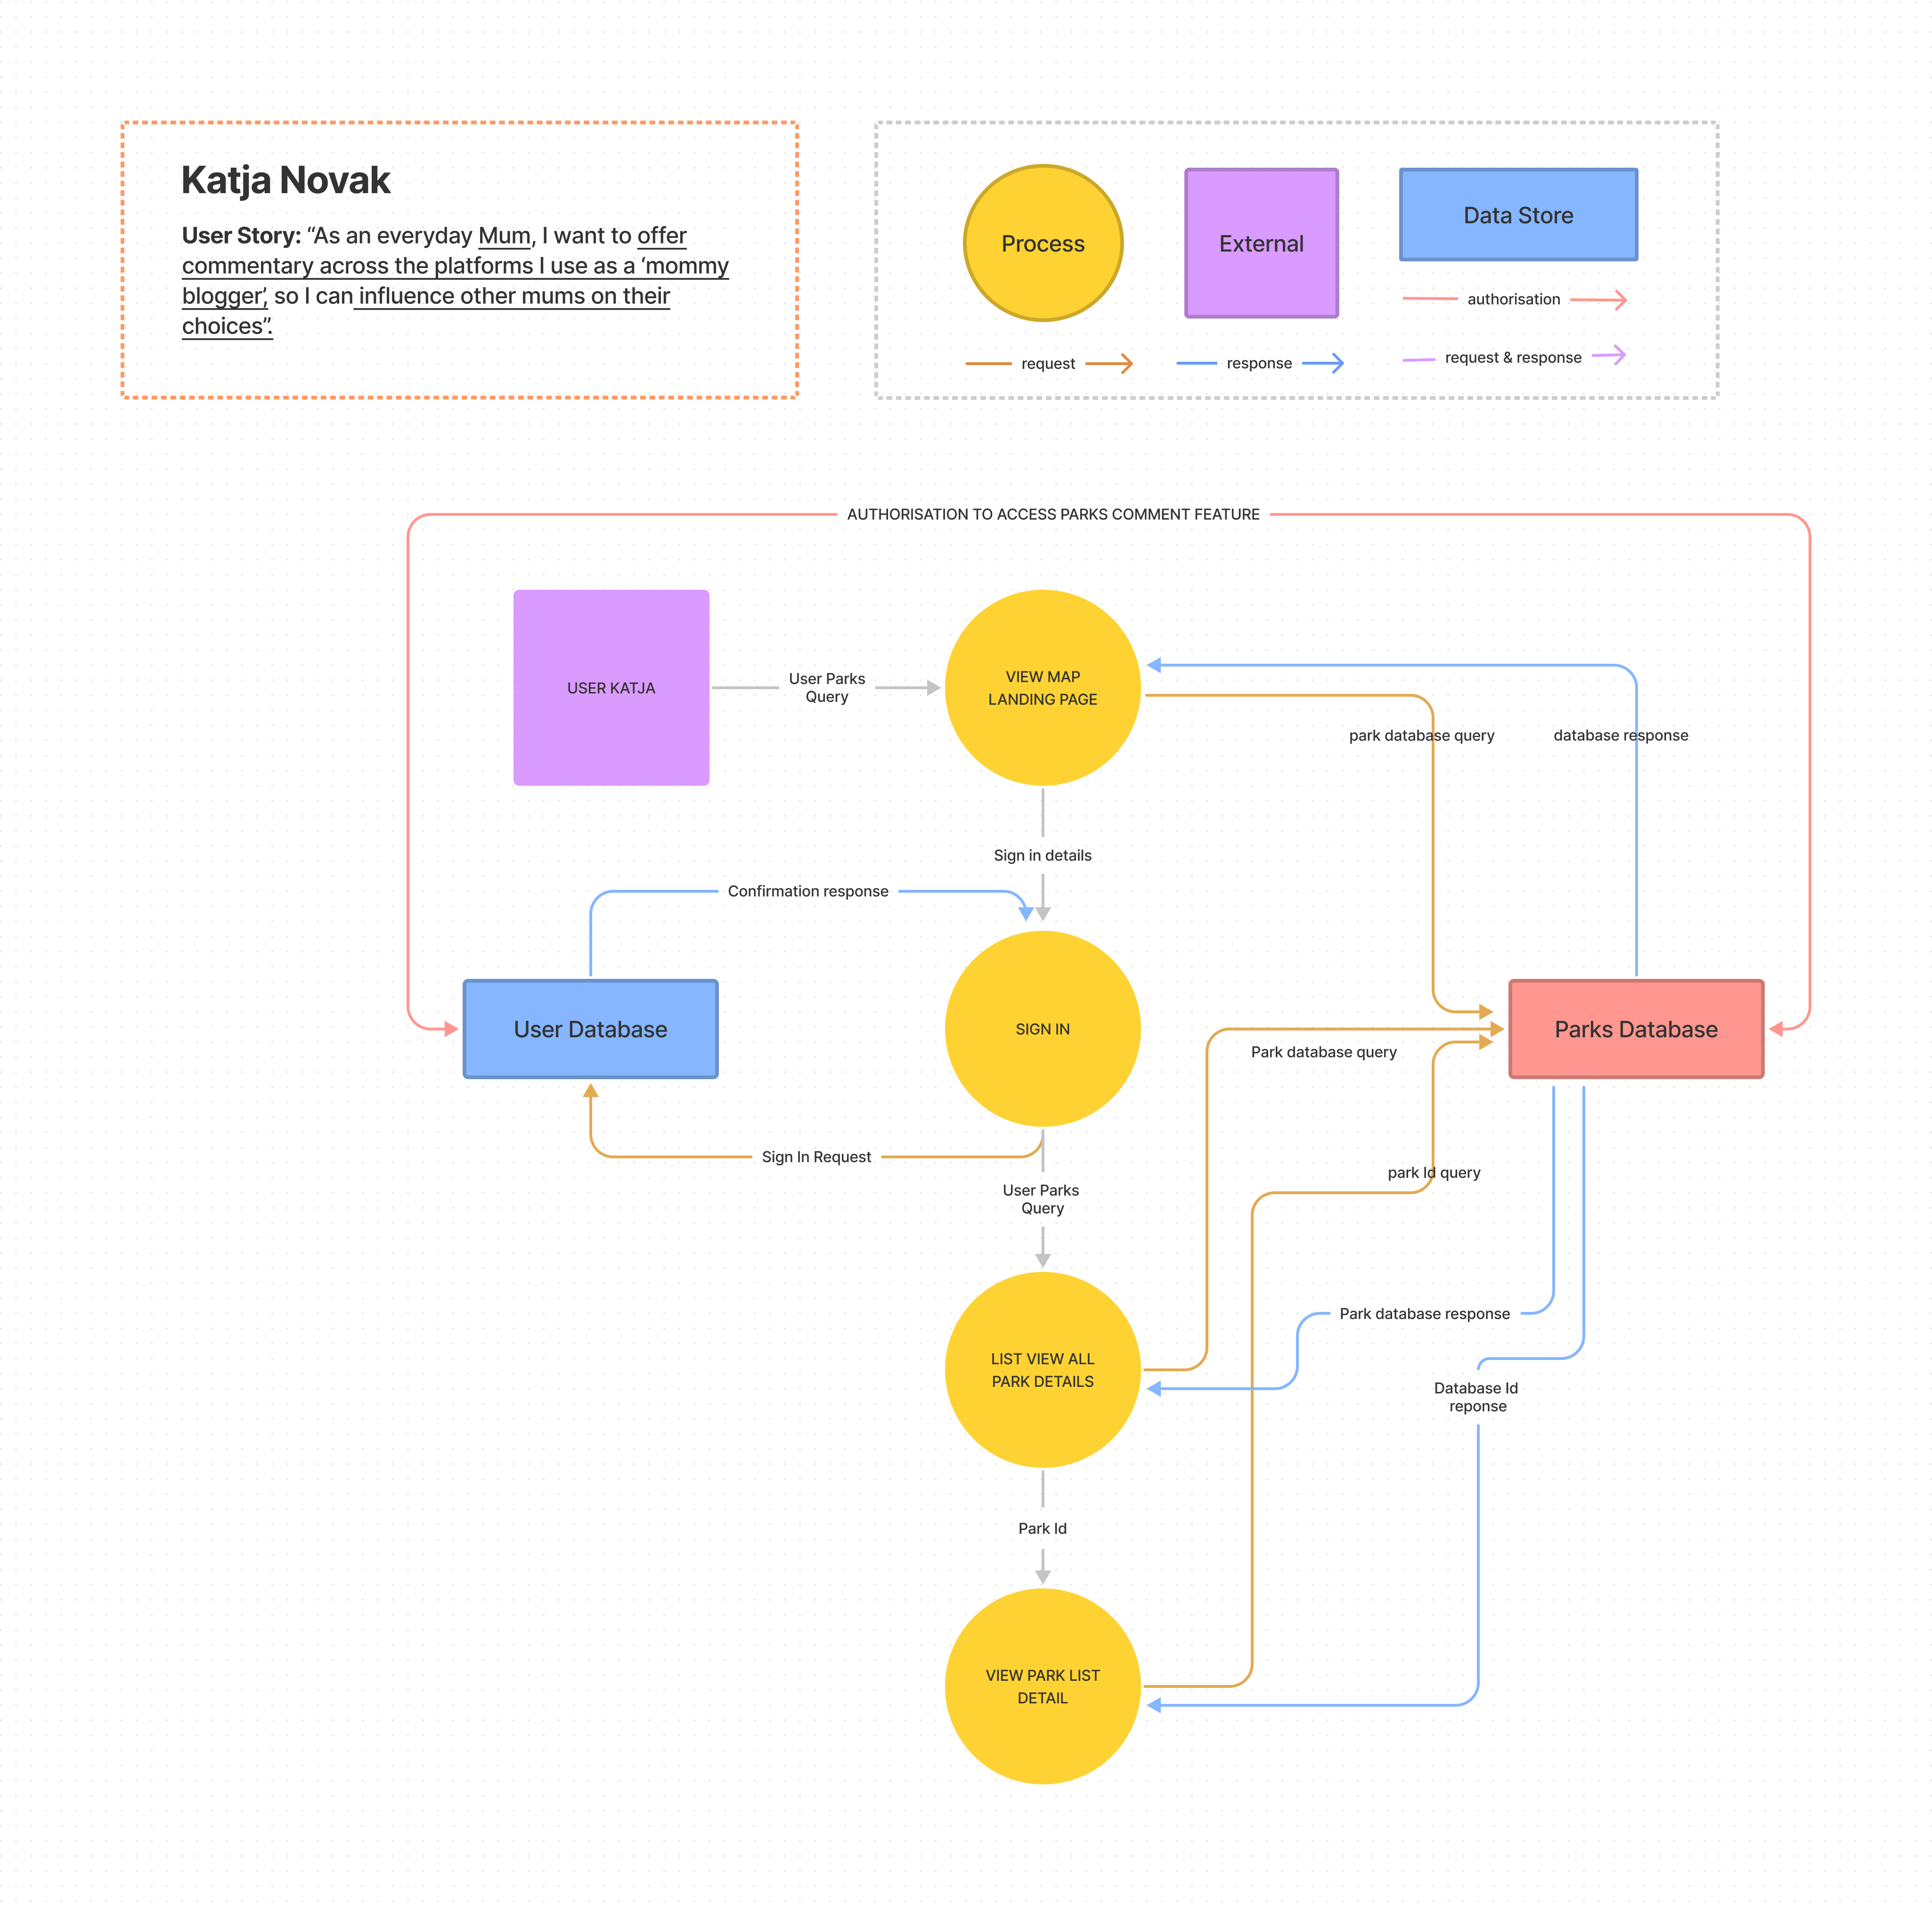 Katja Novak
User Story: “As an everyday Mum, I want to offer
commentary across the platforms I use as a ‘mommy
blogger’, so I can influence other mums on their
choices”.
Process
External
Data Store
authorisation
request
response
request & response
AUTHORISATION TO ACCESS PARKS COMMENT FEATURE
USER KATJA
User Parks
Query
VIEW MAP
LANDING PAGE
park database query
database response
Sign in details
Confirmation response
User Database
SIGN IN
Parks Database
Park database query
Sign In Request
park Id query
User Parks
Query
Park database response
LIST VIEW ALL
PARK DETAILS
Database Id
reponse
Park Id
VIEW PARK LIST
DETAIL